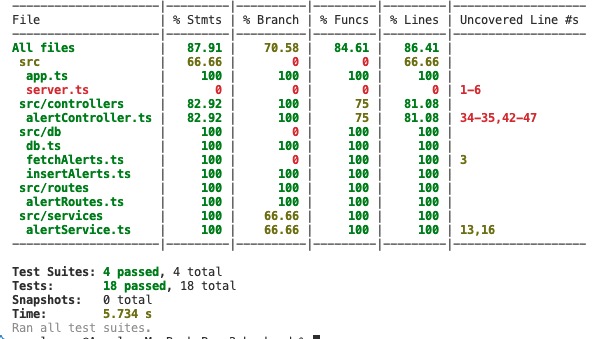 File | % Stmts | % Branch | % Funcs | % Lines | Uncovered Line #s
All files | 87.91 | 70.58 | 84.61 | 86.41 |
src | 66.66 | 0 | 0 | 66.66 |
app.ts | 100 | 100 | 100 | 100 |
server.ts | 0 | 0 | 0 | 0 | 1-6
src/controllers | 82.92 | 100 | 75 | 81.08 |
alertController.ts | 82.92 | 100 | 75 | 81.08 | 34-35,42-47
src/db | 100 | 0 | 100 | 100 |
db.ts | 100 | 100 | 100 | 100 |
fetchAlerts.ts | 100 | 0 | 100 | 100 | 3
insertAlerts.ts | 100 | 100 | 100 | 100 |
src/routes | 100 | 100 | 100 | 100 |
alertRoutes.ts | 100 | 100 | 100 | 100 |
src/services | 100 | 66.66 | 100 | 100 |
alertService.ts | 100 | 66.66 | 100 | 100 | 13,16
Test Suites: 4 passed, 4 total
Tests: 18 passed, 18 total
Snapshots: 0 total
Time: 5.734 s
Ran all test suites.